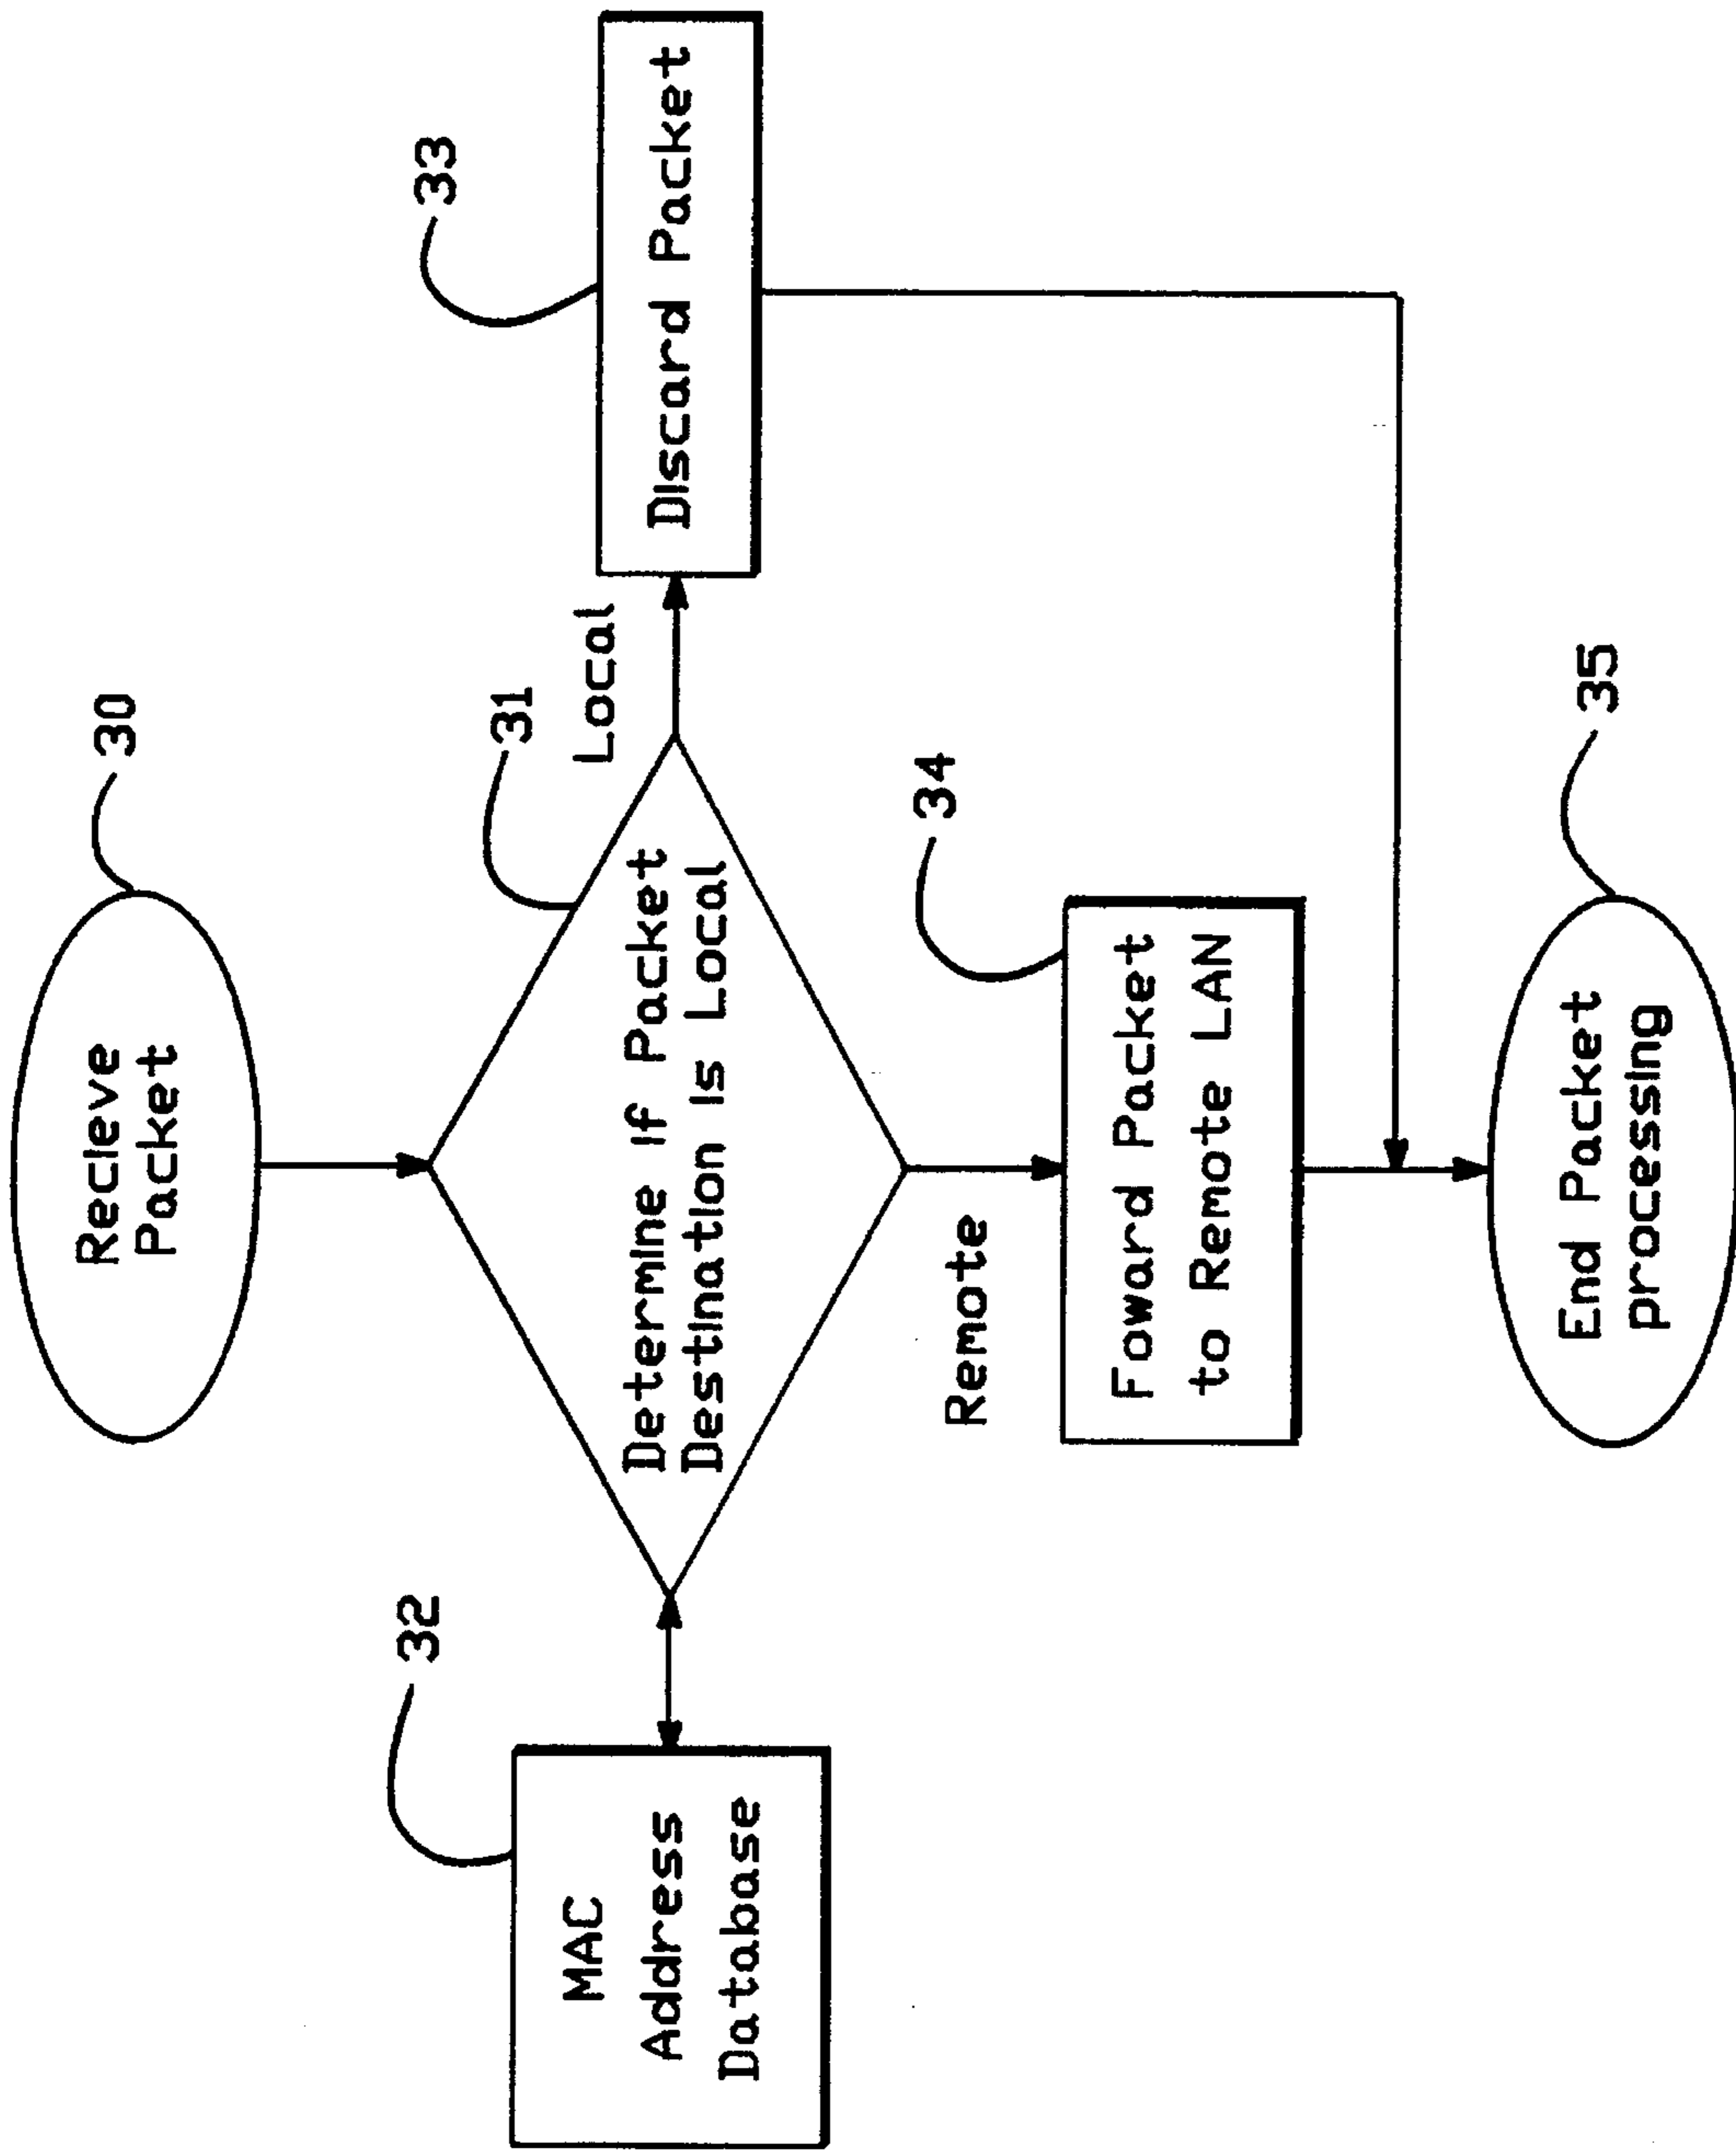 30
Recieve
Packet
31
32
MAC
Address
Database
Determine if Packet
Destination is Local
Local
33
Discard Packet
Remote
34
Foward Packet
to Remote LAN
35
End Packet
processing